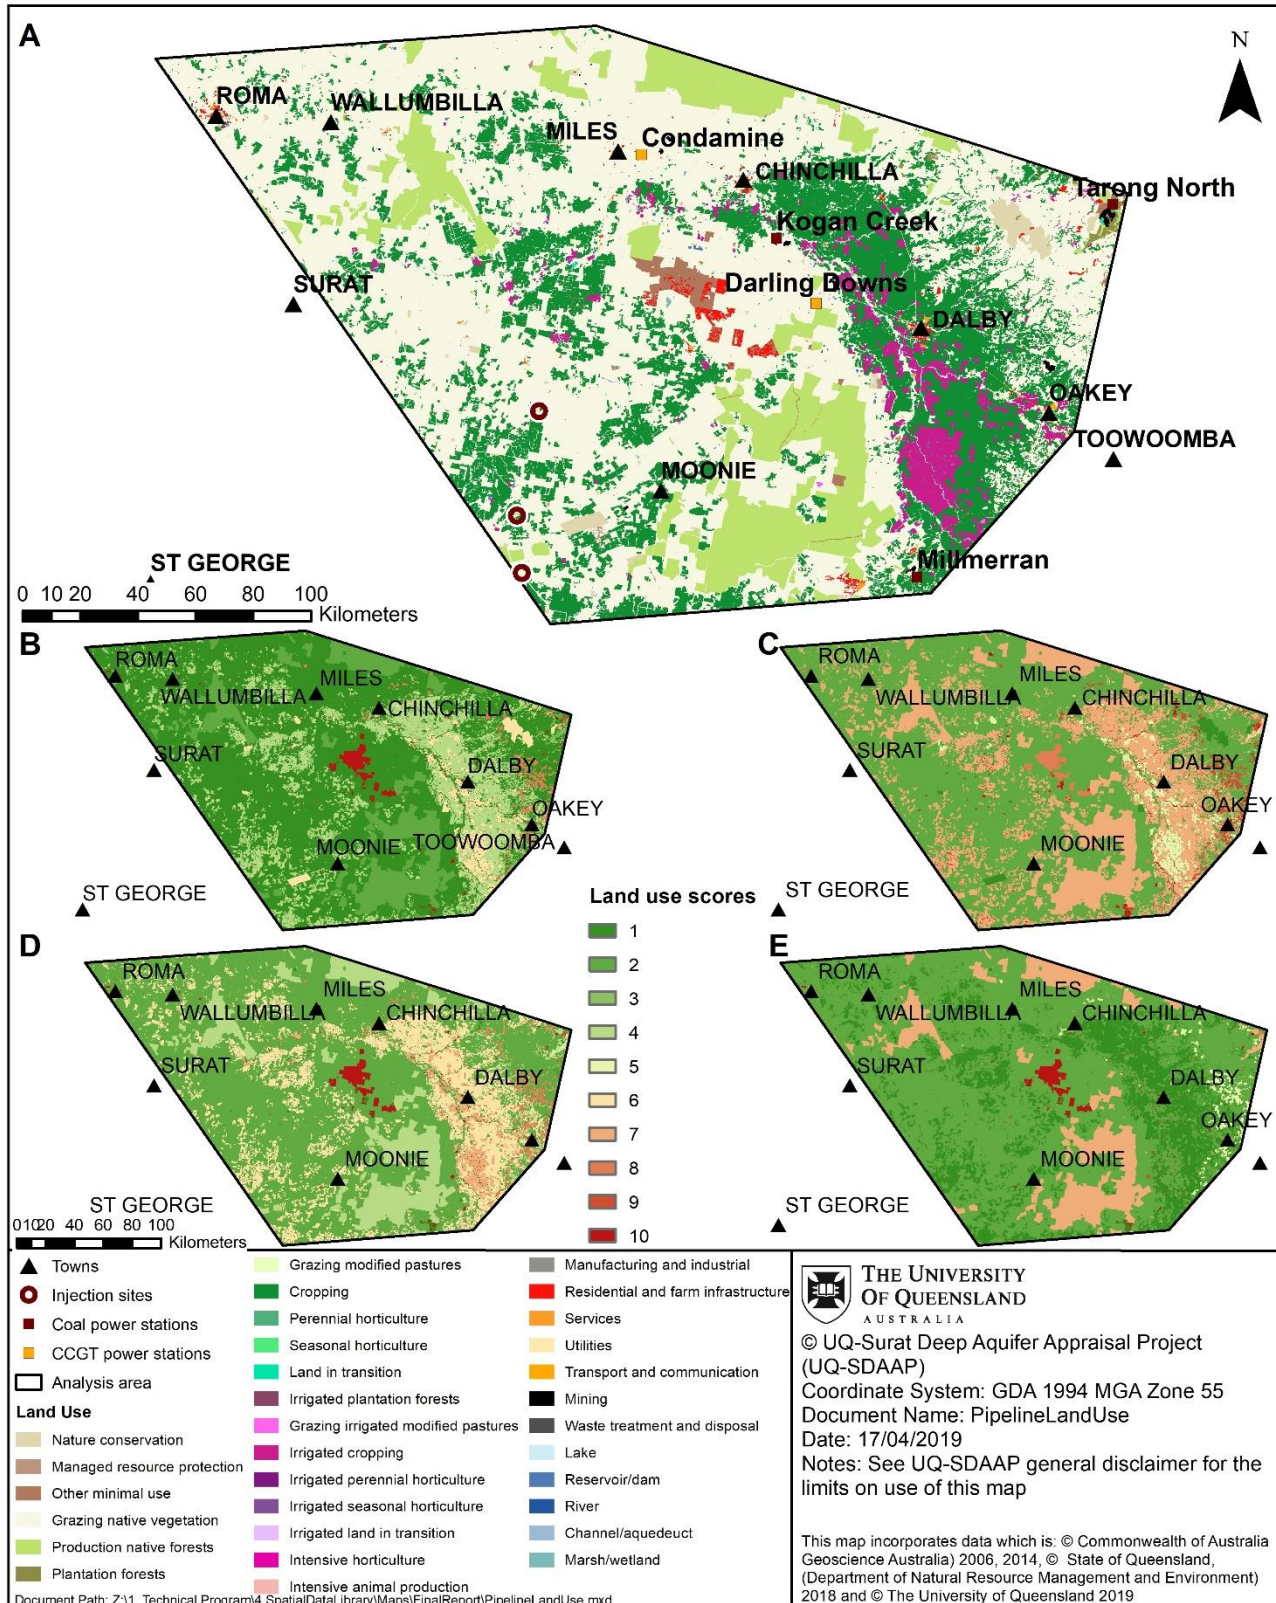 A
N
ROMA
WALLUMBILLA
MILES
Condamine
CHINCHILLA
Tarong North
Kogan Creek
SURAT
Darling Downs
DALBY
OAKEY
TOOWOOMBA
MOONIE
ST GEORGE
Millmerran
0 10 20 40 60 80 100
Kilometers
B
ROMA
WALLUMBILLA
MILES
CHINCHILLA
SURAT
DALBY
OAKEY
MOONIE
TOOWOOMBA
ST GEORGE
C
ROMA
WALLUMBILLA
MILES
CHINCHILLA
SURAT
DALBY
OAKEY
MOONIE
ST GEORGE
Land use scores
1
2
3
4
5
6
7
8
9
10
D
ROMA
WALLUMBILLA
MILES
CHINCHILLA
SURAT
DALBY
MOONIE
ST GEORGE
010 20 40 60 80 100
Kilometers
E
ROMA
WALLUMBILLA
MILES
CHINCHILLA
SURAT
DALBY
OAKEY
MOONIE
ST GEORGE
Towns
Injection sites
Coal power stations
CCGT power stations
Analysis area
Land Use
Nature conservation
Managed resource protection
Other minimal use
Grazing native vegetation
Production native forests
Plantation forests
Grazing modified pastures
Cropping
Perennial horticulture
Seasonal horticulture
Land in transition
Irrigated plantation forests
Grazing irrigated modified pastures
Irrigated cropping
Irrigated perennial horticulture
Irrigated seasonal horticulture
Irrigated land in transition
Intensive horticulture
Intensive animal production
Manufacturing and industrial
Residential and farm infrastructure
Services
Utilities
Transport and communication
Mining
Waste treatment and disposal
Lake
Reservoir/dam
River
Channel/aquedeuct
Marsh/wetland
Document Path: Z:\1_Technical Program\4 SpatialDataLibrary\Maps\FinalReport\PipelineLandUse.mxd
THE UNIVERSITY
OF QUEENSLAND
AUSTRALIA
© UQ-Surat Deep Aquifer Appraisal Project
(UQ-SDAAP)
Coordinate System: GDA 1994 MGA Zone 55
Document Name: PipelineLandUse
Date: 17/04/2019
Notes: See UQ-SDAAP general disclaimer for the
limits on use of this map
This map incorporates data which is: © Commonwealth of Australia
Geoscience Australia) 2006, 2014, © State of Queensland,
(Department of Natural Resource Management and Environment)
2018 and © The University of Queensland 2019